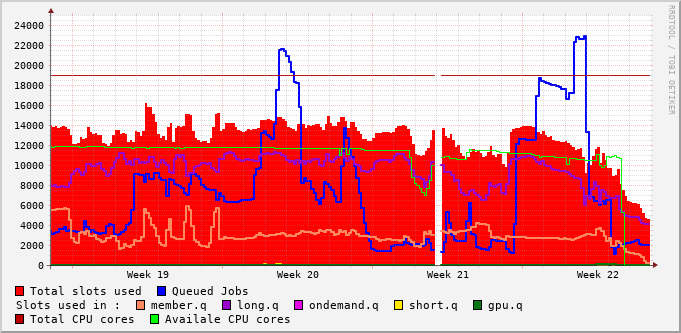 RRDTOOL / TOBI OETIKER
24000
22000
20000
18000
16000
14000
12000
10000
8000
6000
4000
2000
0
Week 19 Week 20 Week 21 Week 22
Total slots used Queued Jobs
Slots used in : member.q long.q ondemand.q short.q gpu.q
Total CPU cores Availale CPU cores